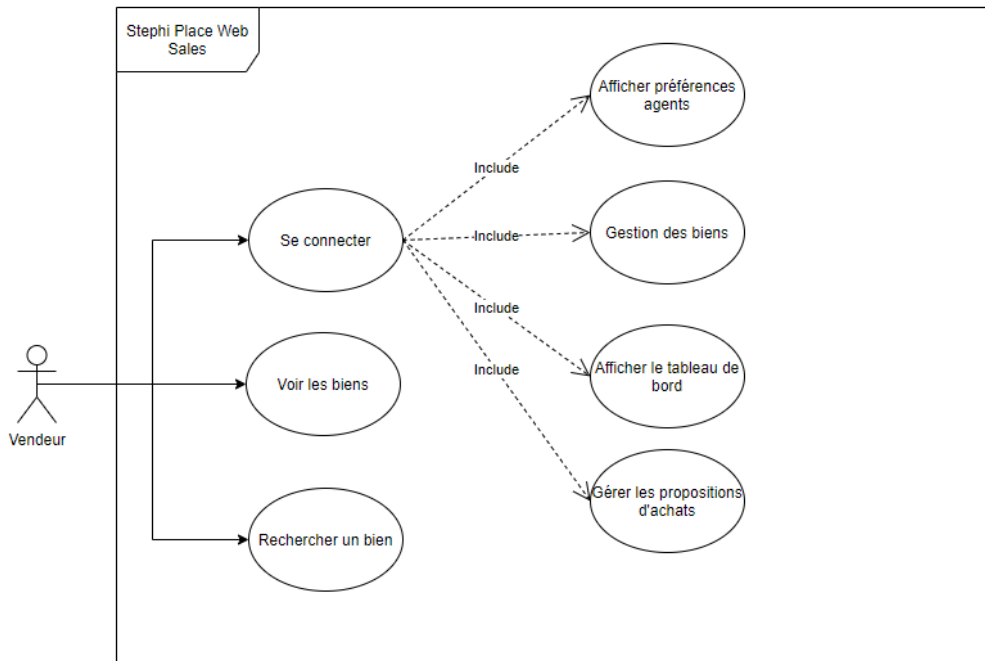 Stephi Place Web
Sales
Afficher préférences
agents
Include
Se connecter
Include
Gestion des biens
Include
Afficher le tableau de
bord
Include
Voir les biens
Vendeur
Gérer les propositions
d'achats
Rechercher un bien